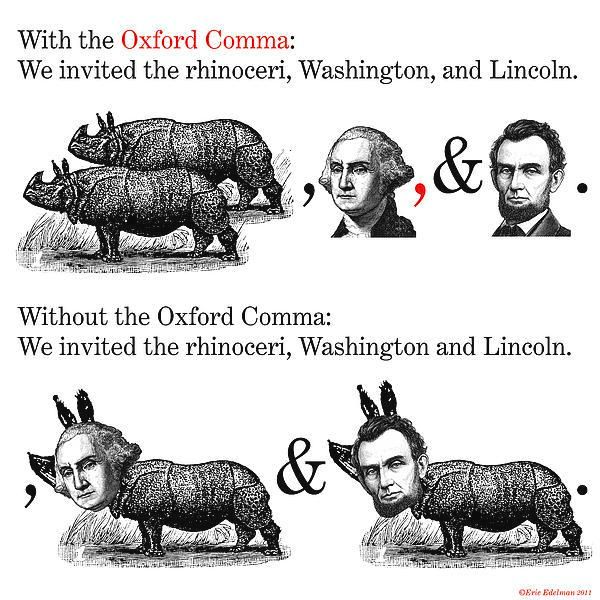 With the Oxford Comma:
We invited the rhinoceri, Washington, and Lincoln.
, , & .
Without the Oxford Comma:
We invited the rhinoceri, Washington and Lincoln.
, & .
©Eric Edelman 2011